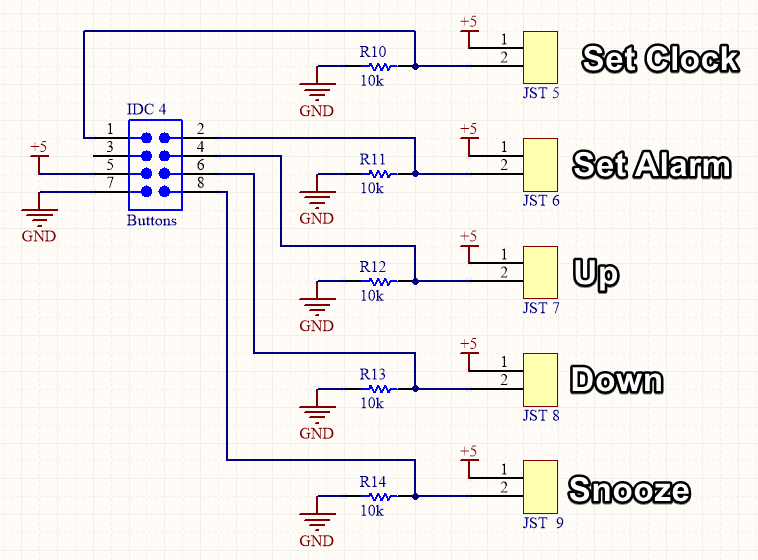 +5
R10
1
2
10k
GND
JST 5
Set Clock
IDC 4
1
2
3
4
5
6
7
8
+5
GND
Buttons
+5
R11
1
2
10k
GND
JST 6
Set Alarm
+5
R12
1
2
10k
GND
JST 7
Up
+5
R13
1
2
10k
GND
JST 8
Down
+5
R14
1
2
10k
GND
JST 9
Snooze